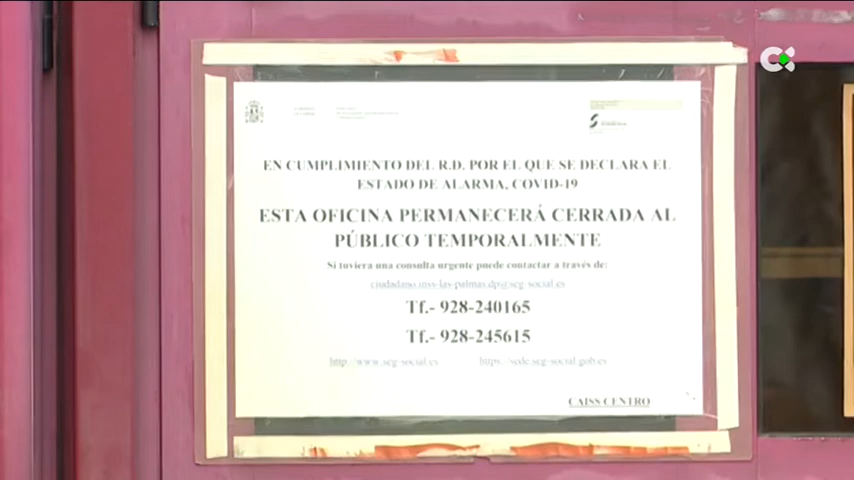 EN CUMPLIMIENTO DEL R.D. POR EL QUE SE DECLARA EL
ESTADO DE ALARMA, COVID-19
ESTA OFICINA PERMANECERÁ CERRADA AL
PÚBLICO TEMPORALMENTE
Si tuviera una consulta urgente puede contactar a través de:
ciudadano.inss-las-palmas.dp@seg-social.es
Tf.- 928-240165
Tf.- 928-245615
http://www.seg-social.es https://sede.seg-social.gob.es
CAISS CENTRO